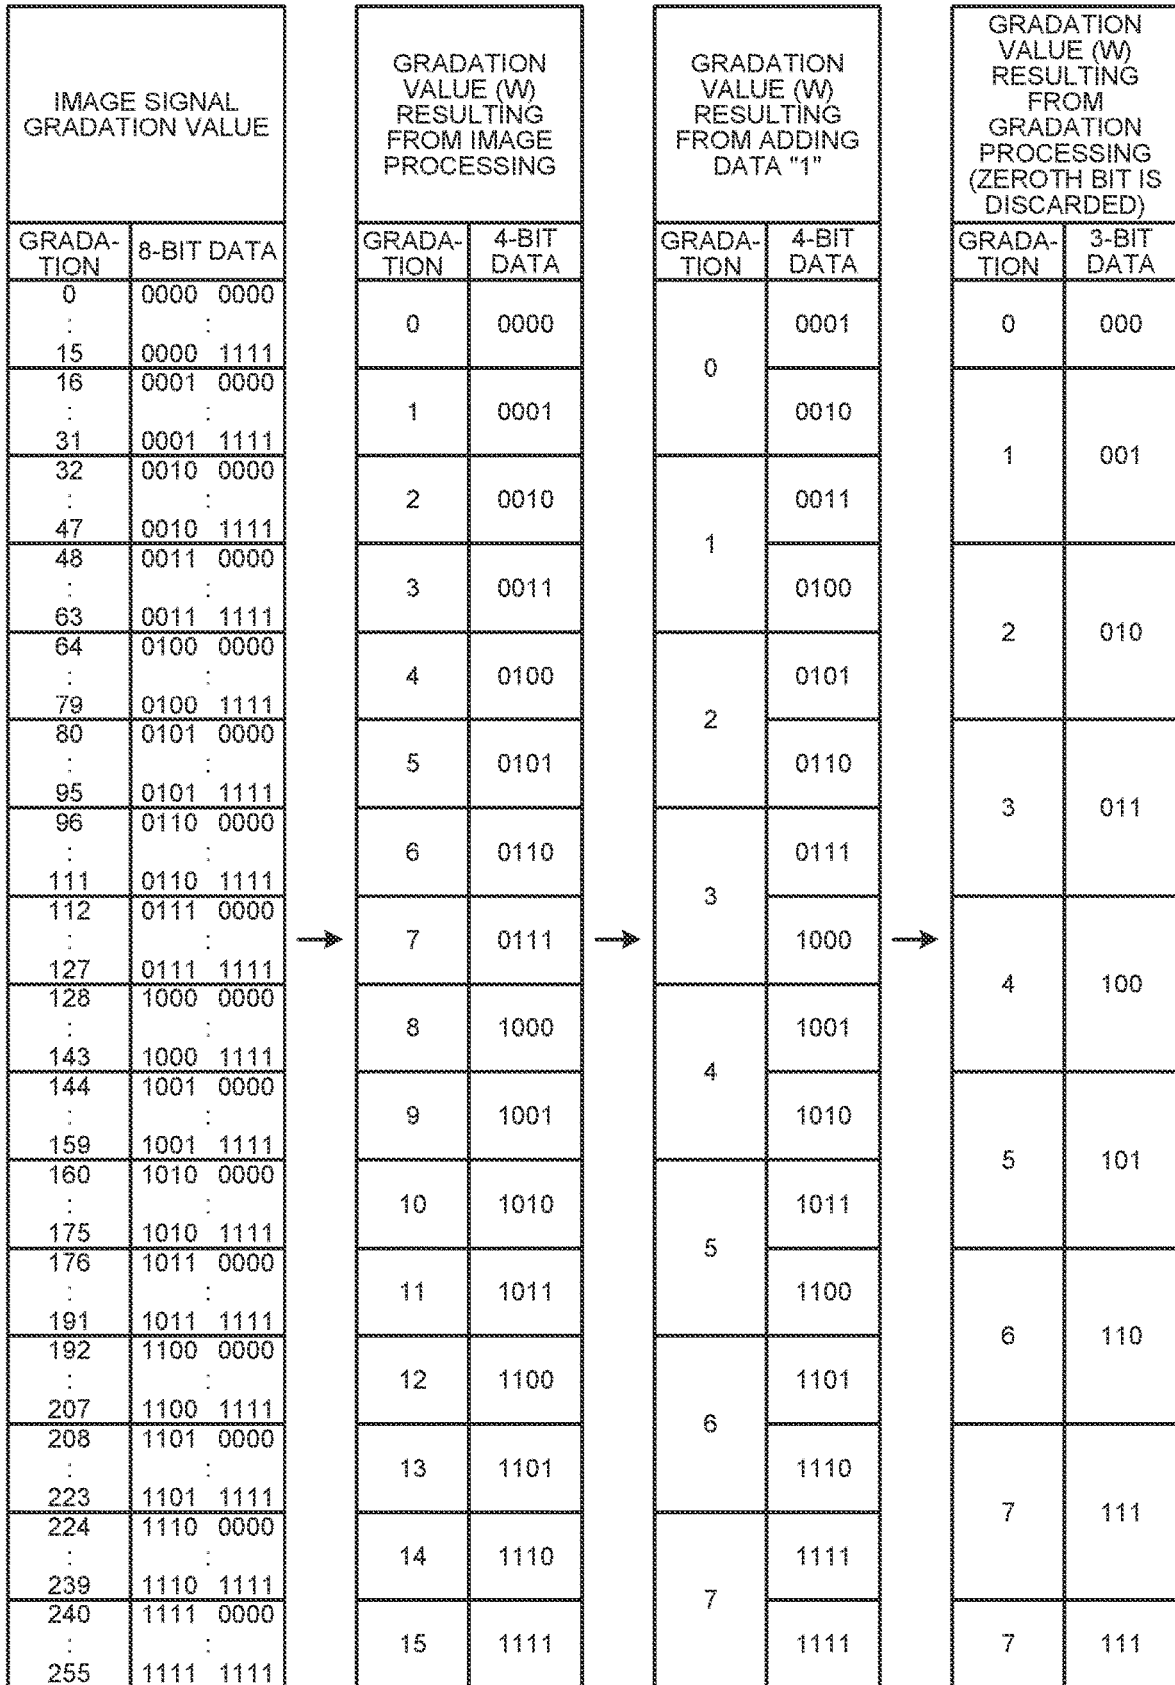 IMAGE SIGNAL
GRADATION VALUE
GRADA-
TION
8-BIT DATA
0 0000 0000
: :
15 0000 1111
16 0001 0000
: :
31 0001 1111
32 0010 0000
: :
47 0010 1111
48 0011 0000
: :
63 0011 1111
64 0100 0000
: :
79 0100 1111
80 0101 0000
: :
95 0101 1111
96 0110 0000
: :
111 0110 1111
112 0111 0000
: :
127 0111 1111
128 1000 0000
: :
143 1000 1111
144 1001 0000
: :
159 1001 1111
160 1010 0000
: :
175 1010 1111
176 1011 0000
: :
191 1011 1111
192 1100 0000
: :
207 1100 1111
208 1101 0000
: :
223 1101 1111
224 1110 0000
: :
239 1110 1111
240 1111 0000
: :
255 1111 1111
GRADATION
VALUE (W)
RESULTING
FROM IMAGE
PROCESSING
GRADA-
TION
4-BIT
DATA
0 0000
1 0001
2 0010
3 0011
4 0100
5 0101
6 0110
7 0111
8 1000
9 1001
10 1010
11 1011
12 1100
13 1101
14 1110
15 1111
GRADATION
VALUE (W)
RESULTING
FROM ADDING
DATA "1"
GRADA-
TION
4-BIT
DATA
0
0001
0010
1
0011
0100
2
0101
0110
3
0111
1000
4
1001
1010
5
1011
1100
6
1101
1110
7
1111
1111
GRADATION
VALUE (W)
RESULTING
FROM
GRADATION
PROCESSING
(ZEROTH BIT IS
DISCARDED)
GRADA-
TION
3-BIT
DATA
0 000
1 001
2 010
3 011
4 100
5 101
6 110
7 111
7 111